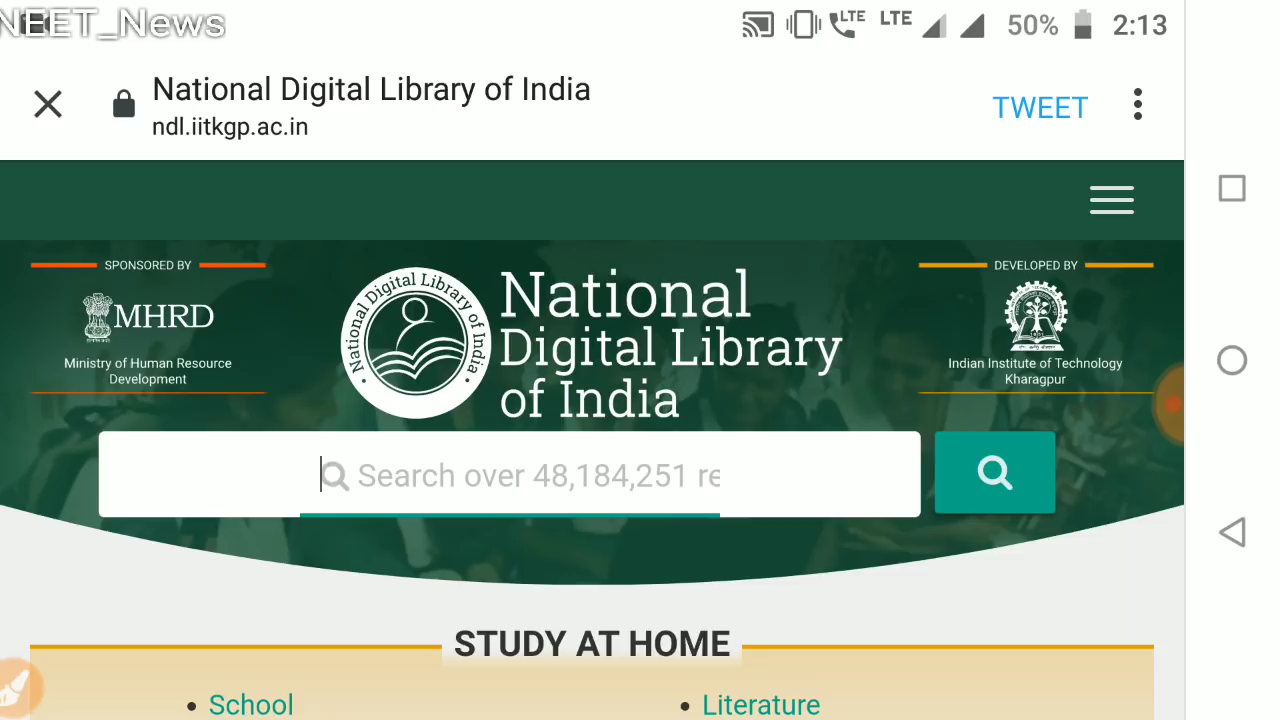 NEET_News
LTE LTE 50% 2:13
National Digital Library of India
ndl.iitkgp.ac.in
TWEET
SPONSORED BY
MHRD
Ministry of Human Resource
Development
National Digital Library of India
National
Digital Library
of India
DEVELOPED BY
Indian Institute of Technology
Kharagpur
Search over 48,184,251 re
STUDY AT HOME
• School
• Literature